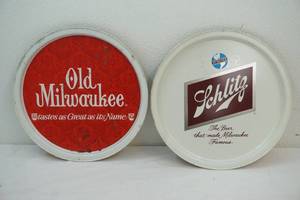 Old
Milwaukee
tastes as Great as its Name
Schlitz
The Beer
that made Milwaukee
Famous